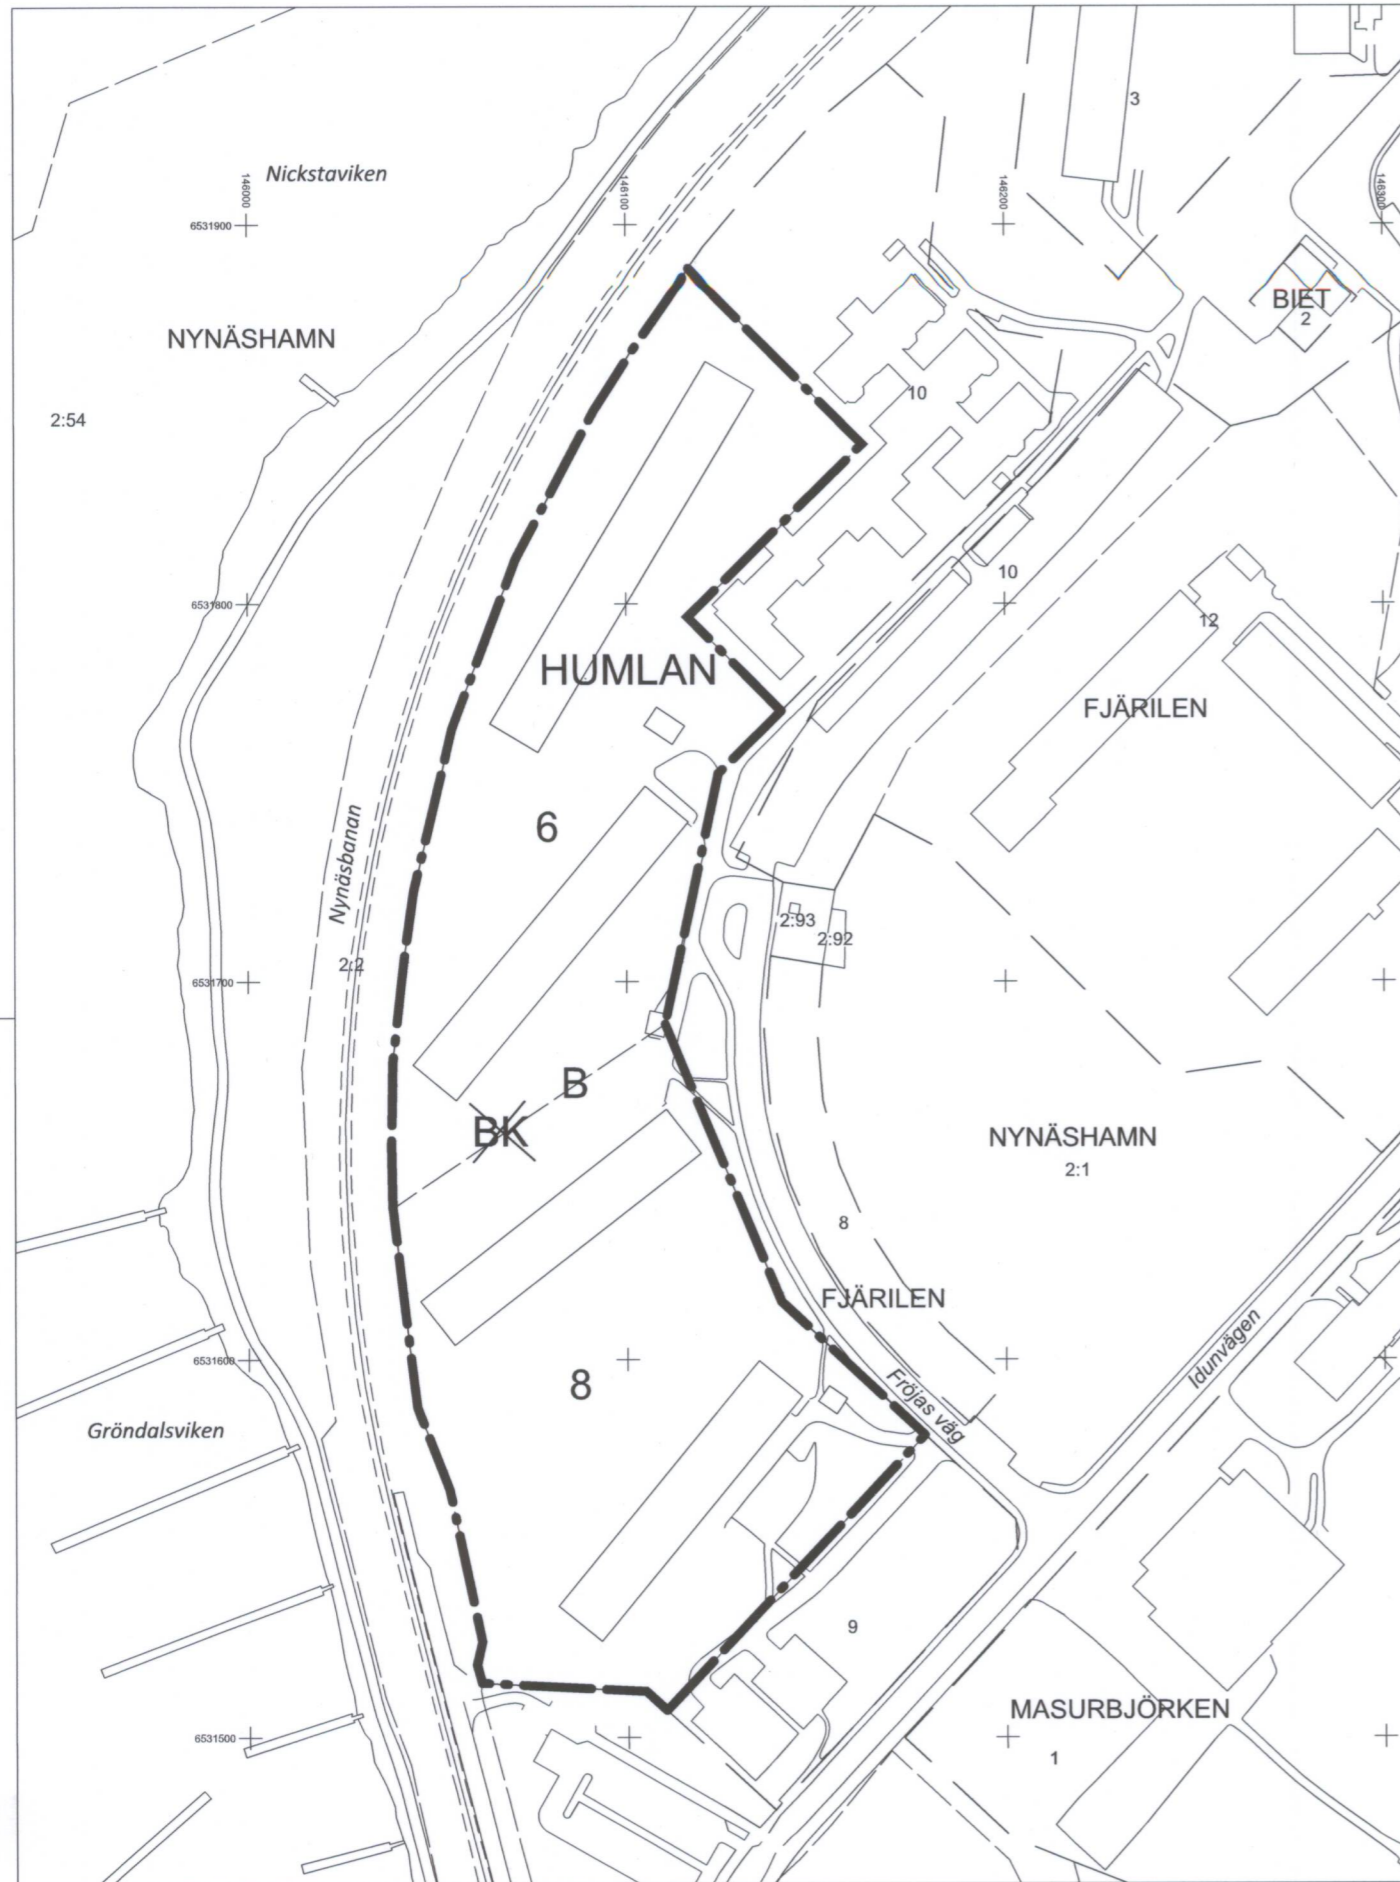 3
Nickstaviken
146000
146100
146200
146300
6531900
BIET
2
NYNÄSHAMN
10
2:54
10
6531800
12
HUMLAN
FJÄRILEN
6
Nynäsbanan
2:93
2:92
2:2
6531700
B
BK
NYNÄSHAMN
2:1
8
FJÄRILEN
Idunvägen
6531600
8
Fröjas väg
Gröndalsviken
9
MASURBJÖRKEN
6531500
1